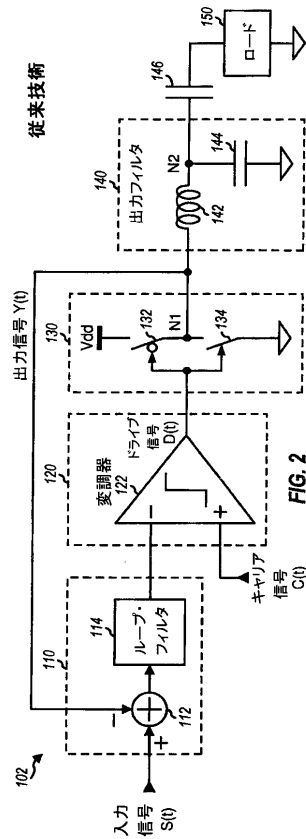 従来技術
102
110
120
130
140
150
出力信号 Y(t)
入力
信号
S(t)
+
−
112
114
ループ・
フィルタ
変調器
122
−
+
キャリア
信号
C(t)
ドライブ
信号
D(t)
Vdd
132
N1
134
出力フィルタ
142
N2
144
146
ロード
FIG. 2